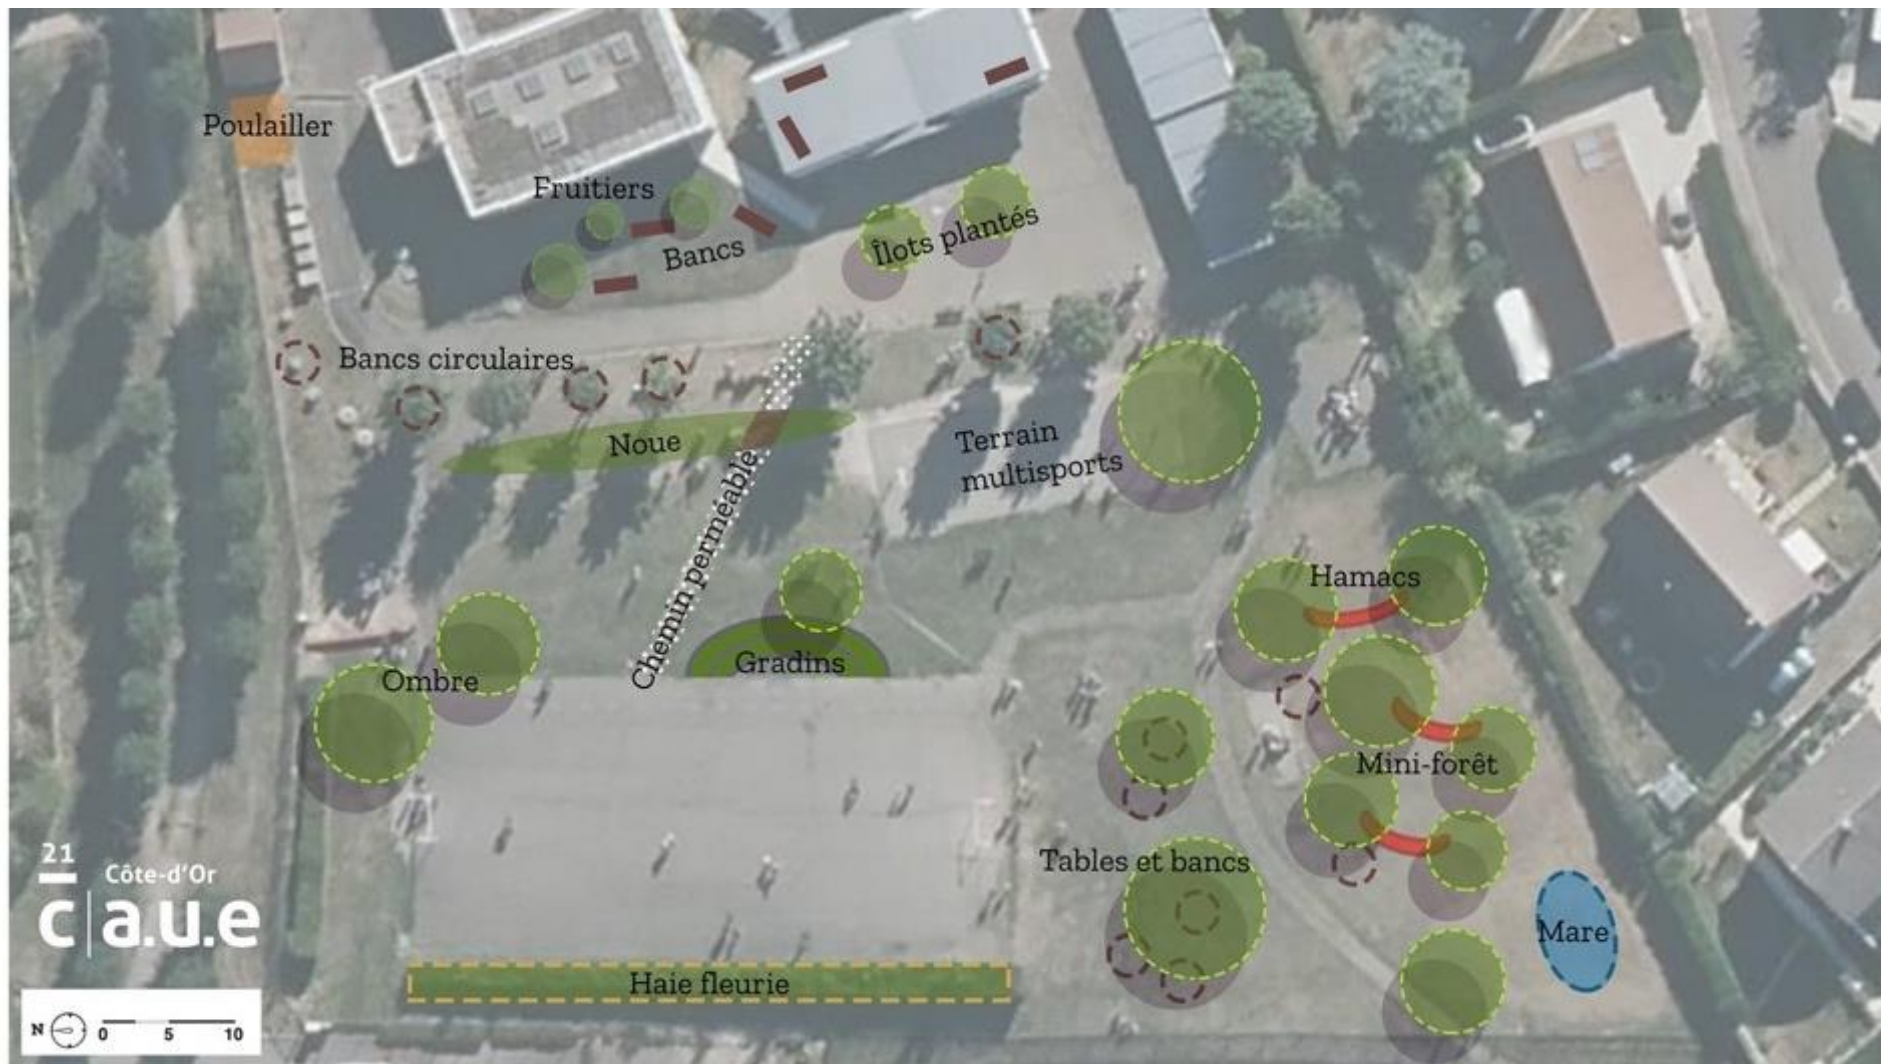 Poulailler
Fruitiers
Bancs
Îlots plantés
Bancs circulaires
Noue
Terrain
multisports
Chemin perméable
Hamacs
Ombre
Gradins
Mini-forêt
Tables et bancs
Mare
Haie fleurie
21
Côte-d'Or
c|a.u.e
N 0 5 10